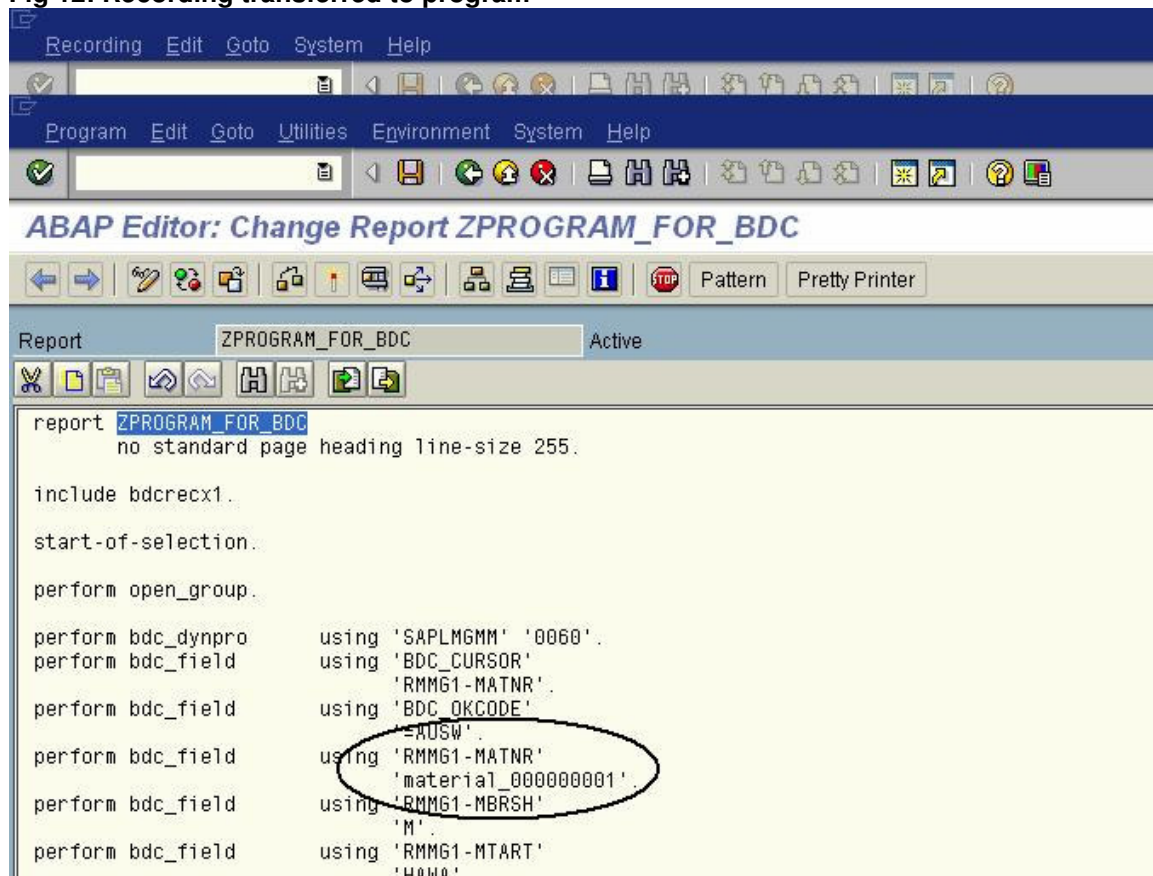 Fig 12: Recording transferred to program
Recording Edit Goto System Help
Program Edit Goto Utilities Environment System Help
ABAP Editor: Change Report ZPROGRAM_FOR_BDC
STOP Pattern Pretty Printer
Report ZPROGRAM_FOR_BDC Active
report ZPROGRAM_FOR_BDC
no standard page heading line-size 255.
include bdcrecx1.
start-of-selection.
perform open_group.
perform bdc_dynpro using 'SAPLMGMM' '0060'.
perform bdc_field using 'BDC_CURSOR'
'RMMG1-MATNR'.
perform bdc_field using 'BDC_OKCODE'
'=AUSW'.
perform bdc_field using 'RMMG1-MATNR'
'material_000000001'.
perform bdc_field using 'RMMG1-MBRSH'
'M'.
perform bdc_field using 'RMMG1-MTART'
'HAWA'